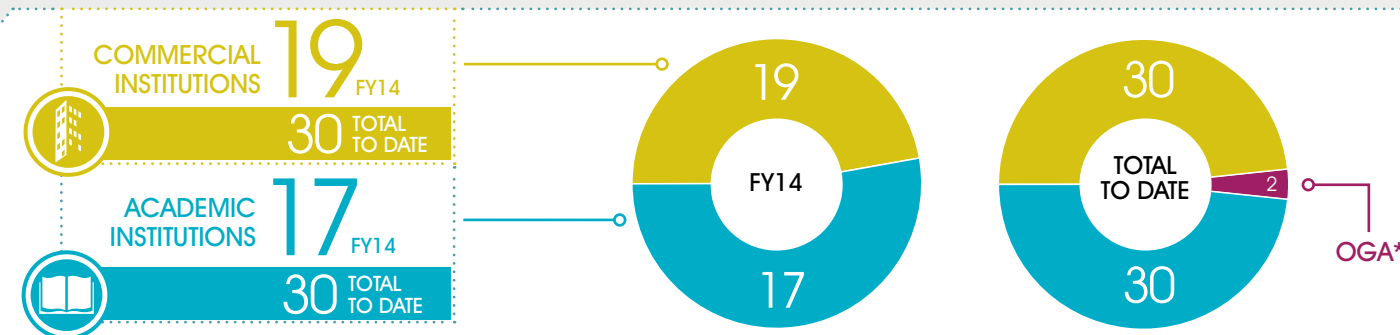 COMMERCIAL
INSTITUTIONS
19 FY14
30 TOTAL
TO DATE
ACADEMIC
INSTITUTIONS
17 FY14
30 TOTAL
TO DATE
19
FY14
17
30
TOTAL
TO DATE
2
30
OGA*